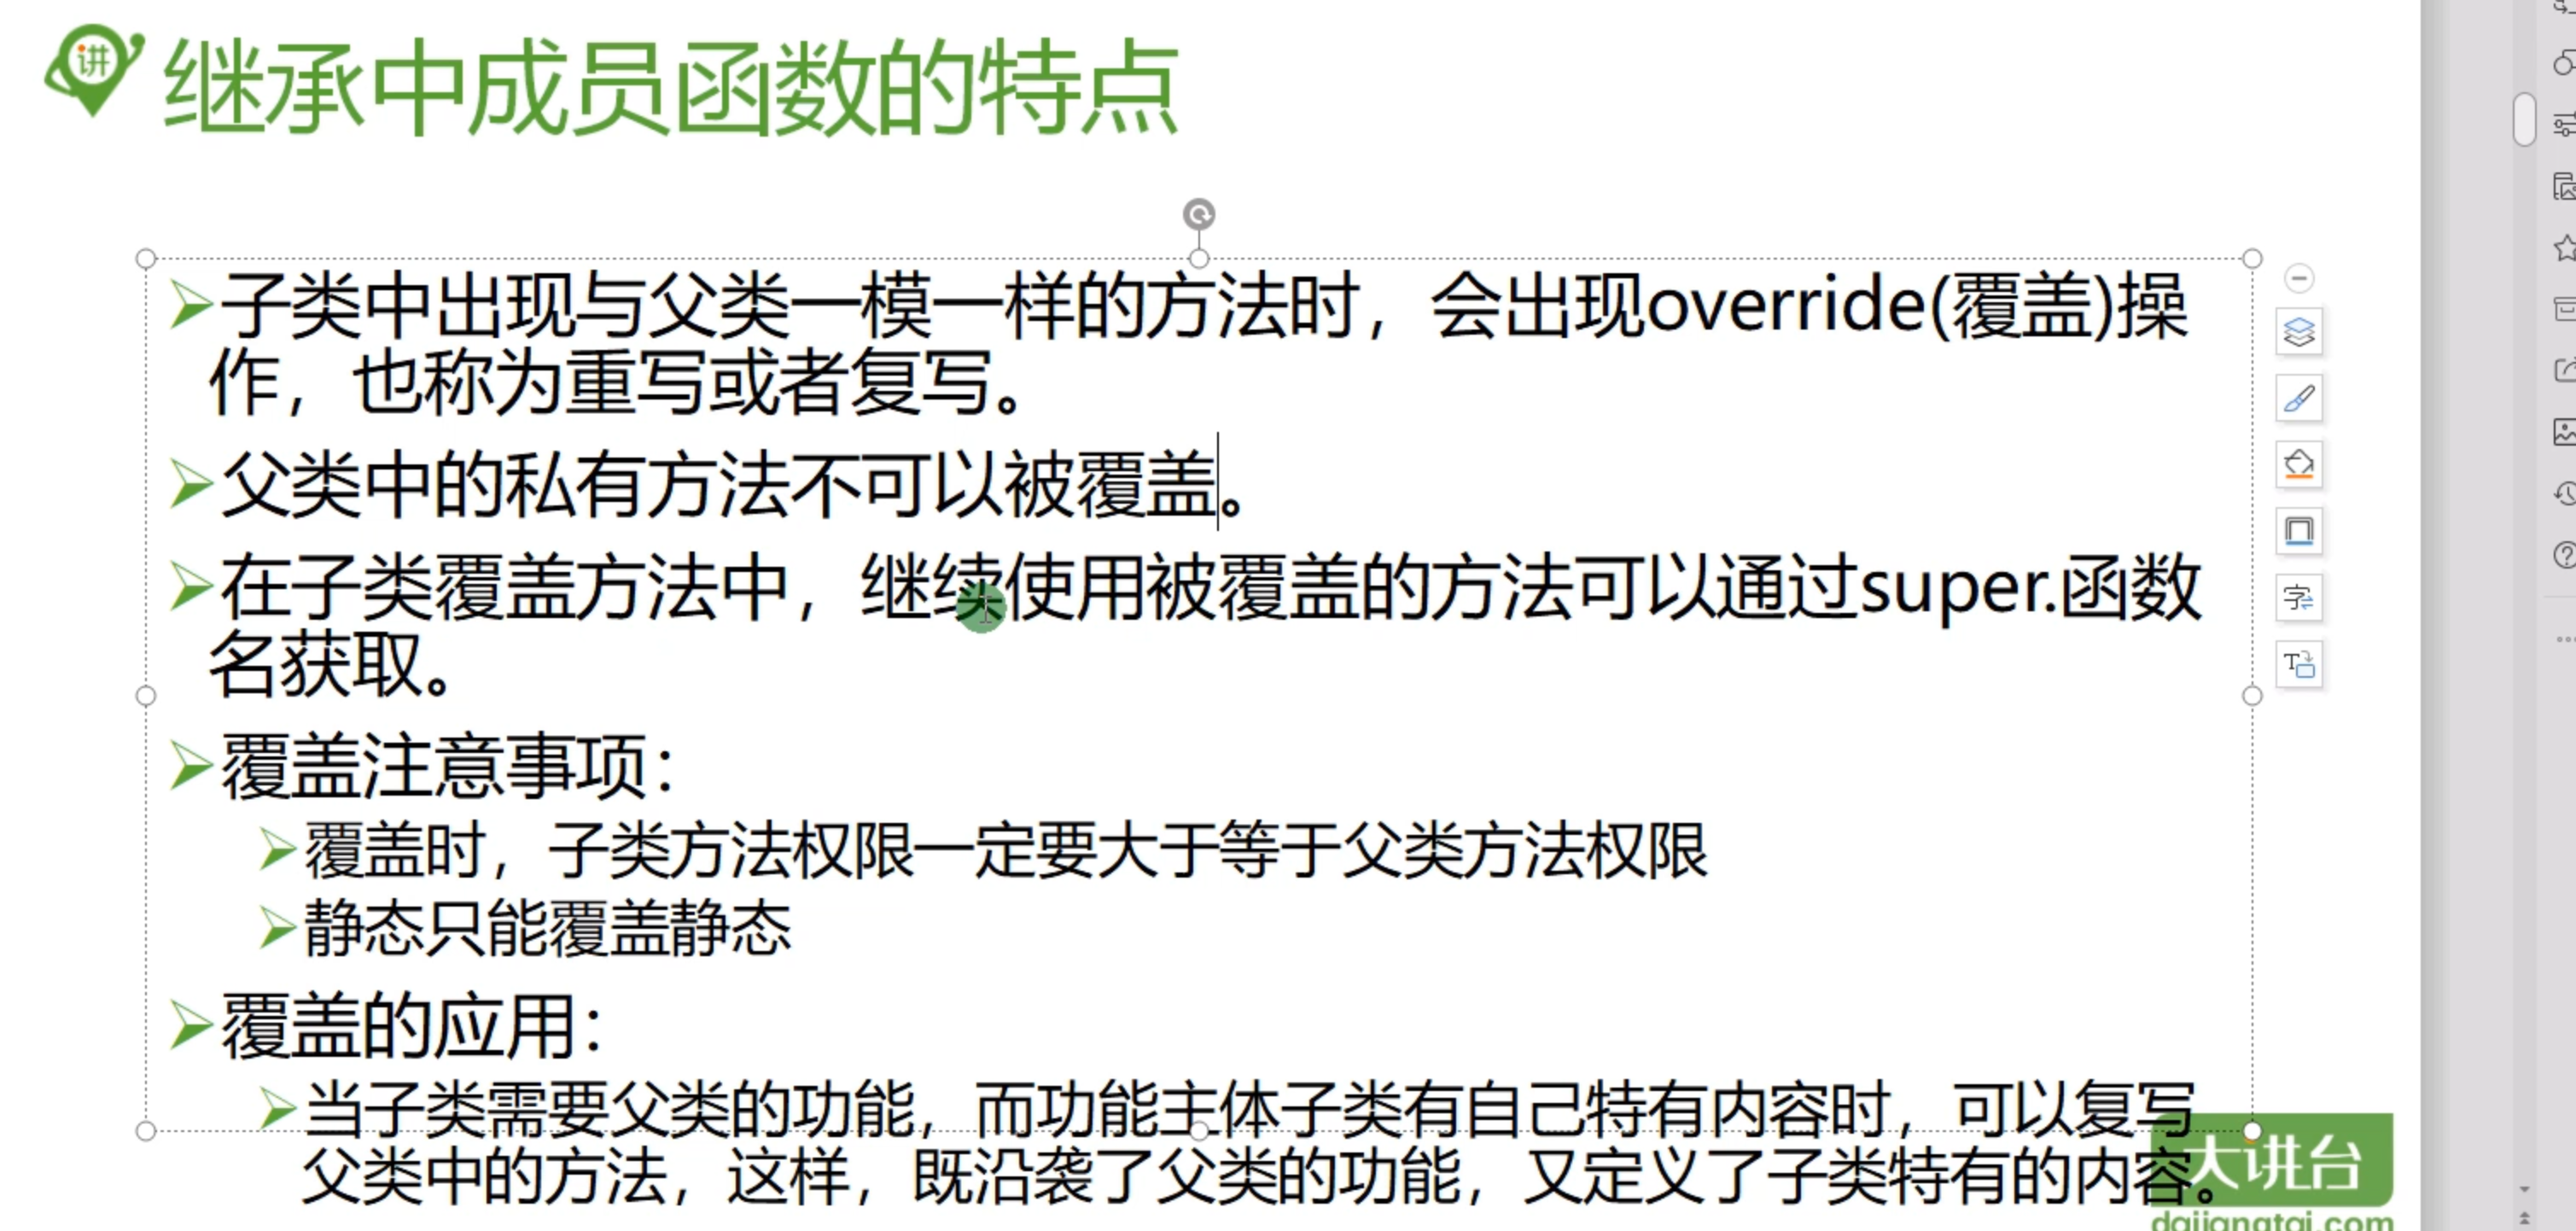 讲
继承中成员函数的特点
子类中出现与父类一模一样的方法时，会出现override(覆盖)操
作，也称为重写或者复写。
父类中的私有方法不可以被覆盖。
在子类覆盖方法中，继续使用被覆盖的方法可以通过super.函数
名获取。
覆盖注意事项：
覆盖时，子类方法权限一定要大于等于父类方法权限
静态只能覆盖静态
覆盖的应用：
当子类需要父类的功能，而功能主体子类有自己特有内容时，可以复写
父类中的方法，这样，既沿袭了父类的功能，又定义了子类特有的内容。
大讲台
dajiangtai.com
字
T